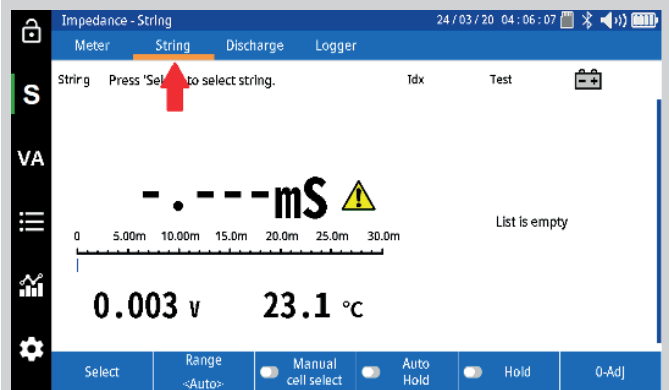 Impedance - String 24/03/20 04:06:07
Meter String Discharge Logger
String Press 'Sel to select string. Idx Test
S
VA
-.---mS
List is empty
0 5.00m 10.00m 15.0m 20.0m 25.0m 30.0m
0.003 V 23.1 °C
Select
Range
<Auto>
Manual
cell select
Auto
Hold
Hold
0-Adj